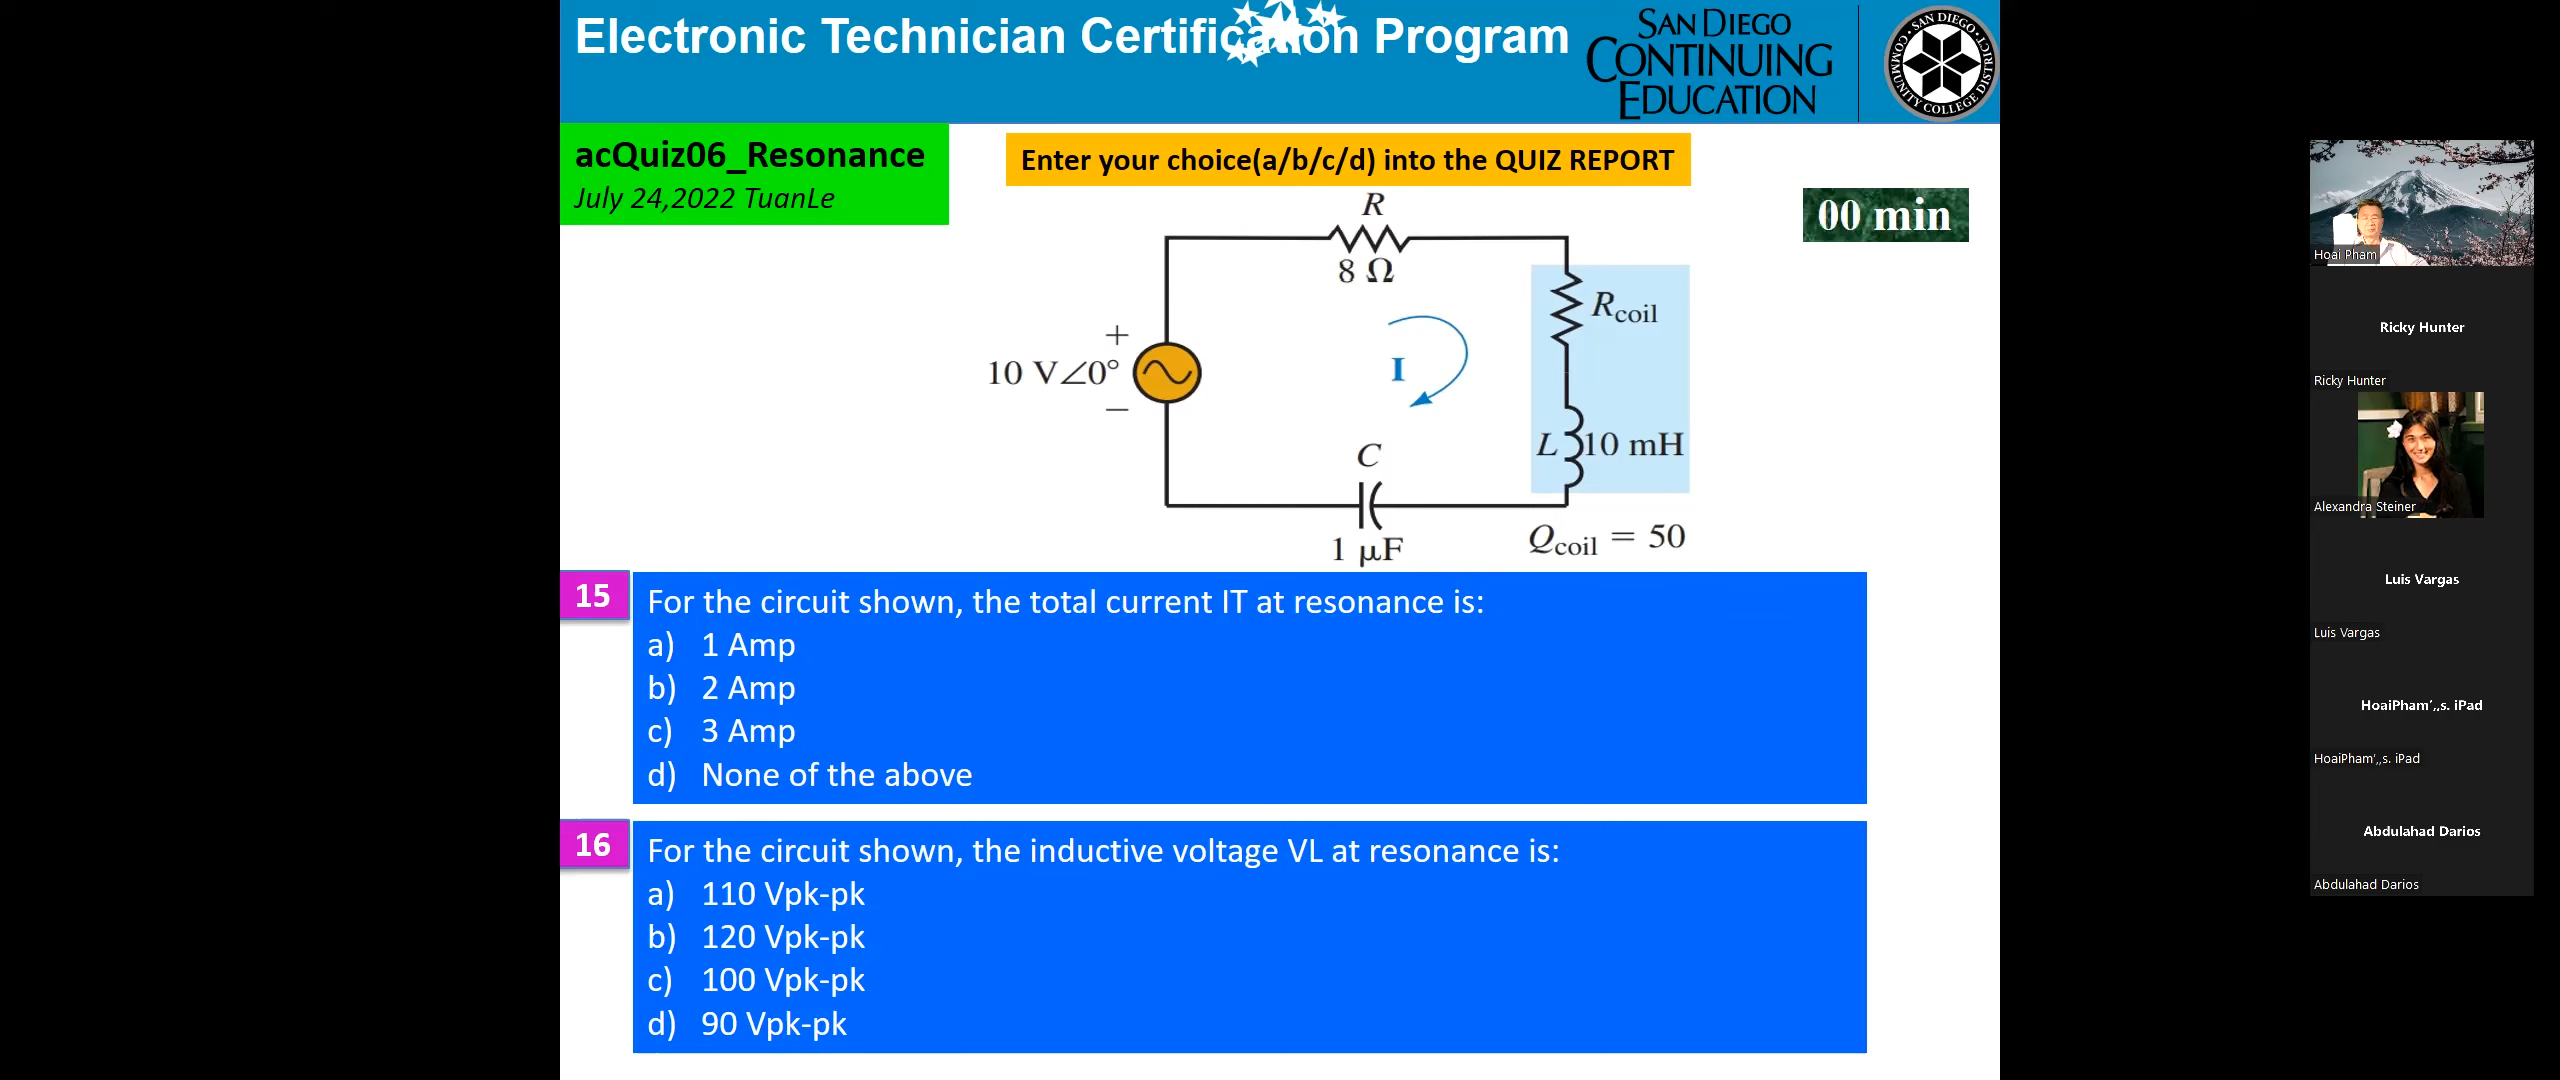 Electronic Technician Certification Program
SAN DIEGO
CONTINUING
EDUCATION
SAN DIEGO
COMMUNITY COLLEGE DISTRICT
acQuiz06_Resonance
July 24,2022 TuanLe
Enter your choice(a/b/c/d) into the QUIZ REPORT
00 min
R
8 Ω
Rcoil
+
10 V∠0°
−
I
L 10 mH
C
1 μF
Qcoil = 50
15
For the circuit shown, the total current IT at resonance is:
a) 1 Amp
b) 2 Amp
c) 3 Amp
d) None of the above
16
For the circuit shown, the inductive voltage VL at resonance is:
a) 110 Vpk-pk
b) 120 Vpk-pk
c) 100 Vpk-pk
d) 90 Vpk-pk
Hoai Pham
Ricky Hunter
Ricky Hunter
Alexandra Steiner
Luis Vargas
Luis Vargas
HoaiPham’,,s. iPad
HoaiPham’,,s. iPad
Abdulahad Darios
Abdulahad Darios